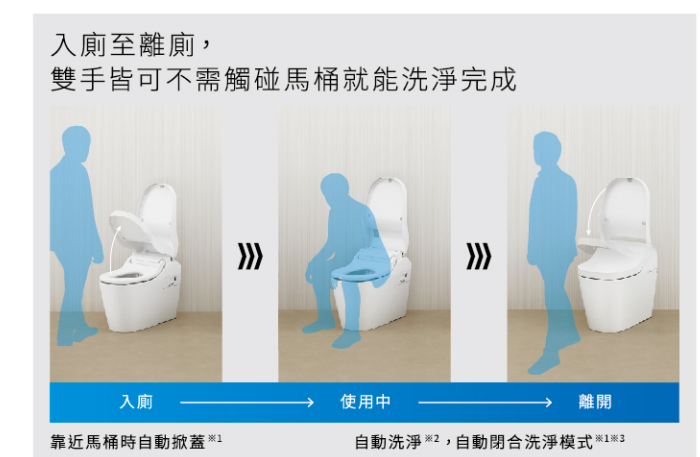 入廁至離廁，
雙手皆可不需觸碰馬桶就能洗淨完成
入廁 → 使用中 → 離開
靠近馬桶時自動掀蓋※1
自動洗淨※2，自動閉合洗淨模式※1※3